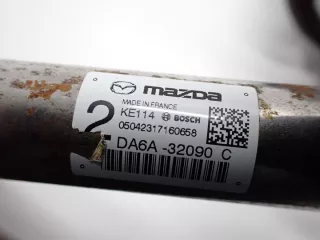 mazda
MADE IN FRANCE
2 KE114 BOSCH
05042317160658
DA6A -32090 C